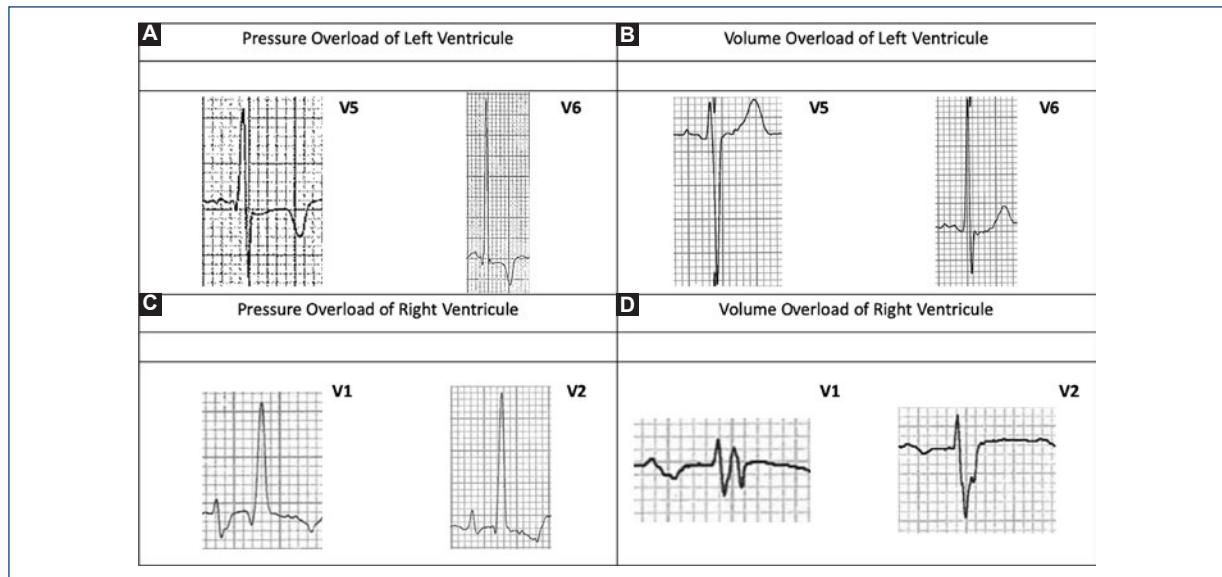 A
Pressure Overload of Left Ventricule
B
Volume Overload of Left Ventricule
V5
V6
V5
V6
C
Pressure Overload of Right Ventricule
D
Volume Overload of Right Ventricule
V1
V2
V1
V2